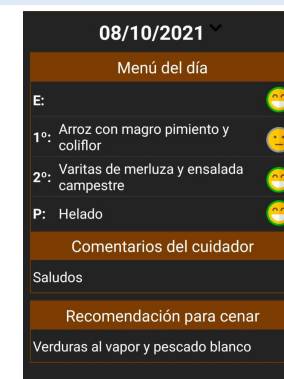 08/10/2021
Menú del día
E:
1º: Arroz con magro pimiento y
coliflor
2º: Varitas de merluza y ensalada
campestre
P: Helado
Comentarios del cuidador
Saludos
Recomendación para cenar
Verduras al vapor y pescado blanco